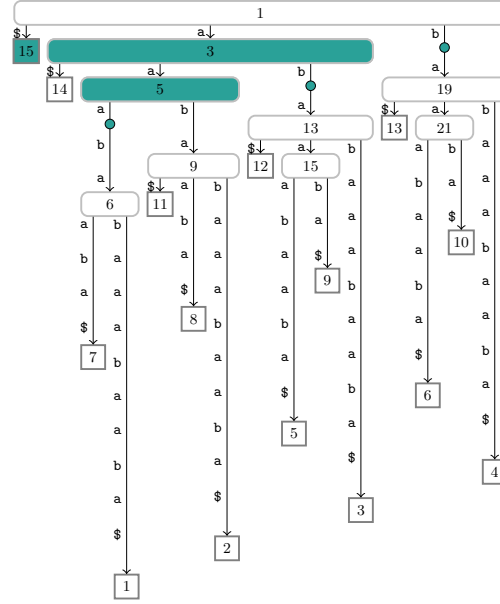 1
$ a b
15 3
$ a b a
14 5 19
a b a $ a b
13 13 21
b $ a b a b
9 12 15 a
a $ a b a b a b a a
6 11 b a b a a $ a
a b b a a $ a a 10 b
b a a a a 9 b b a
a a $ a b a a a
$ a 8 b a b a $ b
7 b a $ a 6 a
a a 5 b $
a b a 4
b a $
a $ 3
$ 2
1